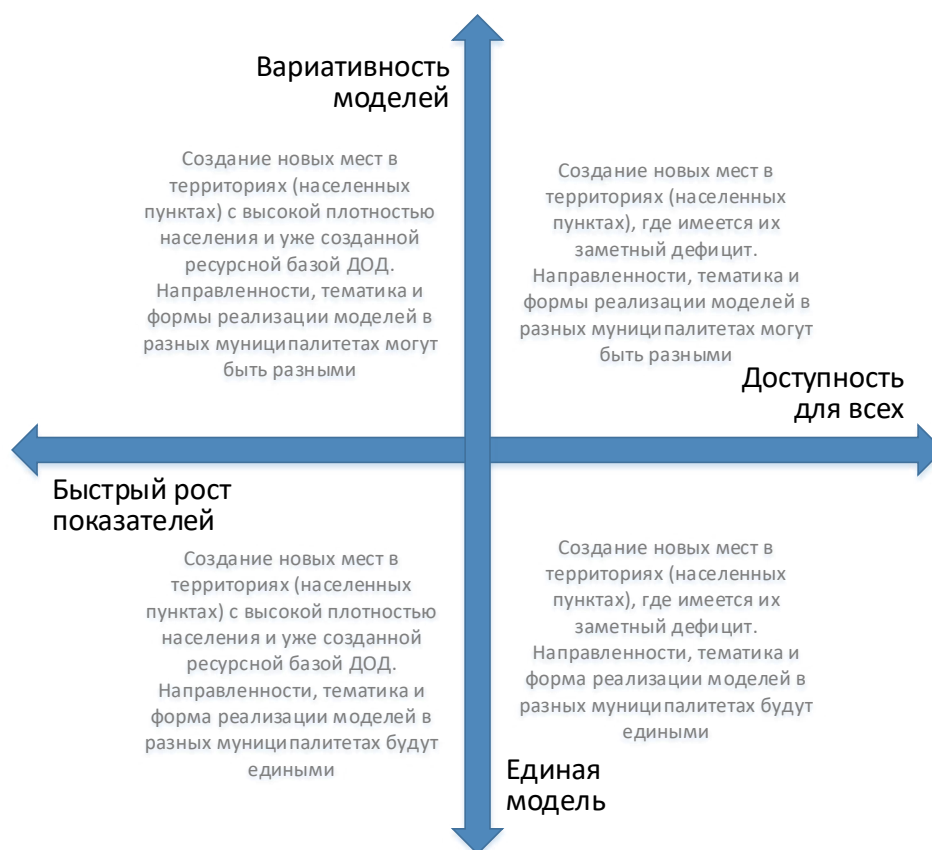 Вариативность
моделей
Создание новых мест в
территориях (населенных
пунктах) с высокой плотностью
населения и уже созданной
ресурсной базой ДОД.
Направленности, тематика и
формы реализации моделей в
разных муниципалитетах могут
быть разными
Создание новых мест в
территориях (населенных
пунктах), где имеется их
заметный дефицит.
Направленности, тематика и
формы реализации моделей в
разных муниципалитетах могут
быть разными
Доступность
для всех
Быстрый рост
показателей
Создание новых мест в
территориях (населенных
пунктах) с высокой плотностью
населения и уже созданной
ресурсной базой ДОД.
Направленности, тематика и
форма реализации моделей в
разных муниципалитетах будут
едиными
Создание новых мест в
территориях (населенных
пунктах), где имеется их
заметный дефицит.
Направленности, тематика и
форма реализации моделей в
разных муниципалитетах будут
едиными
Единая
модель